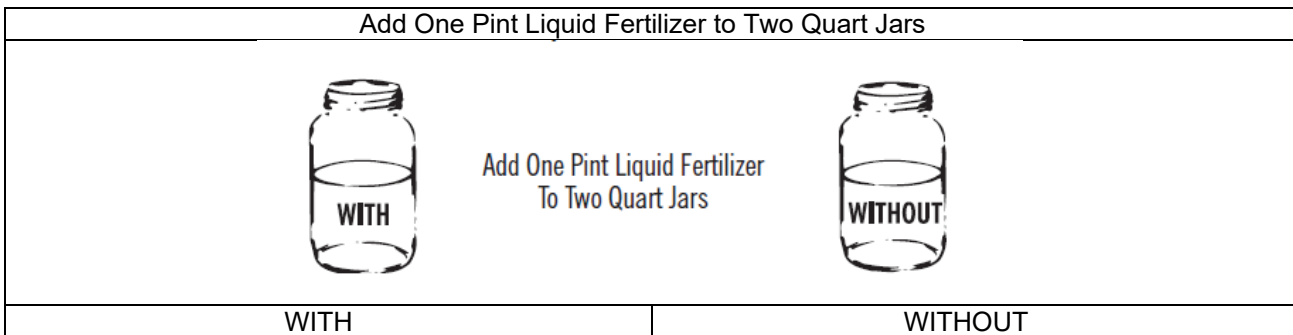 Add One Pint Liquid Fertilizer to Two Quart Jars
Add One Pint Liquid Fertilizer
To Two Quart Jars
WITH
WITHOUT
WITH
WITHOUT